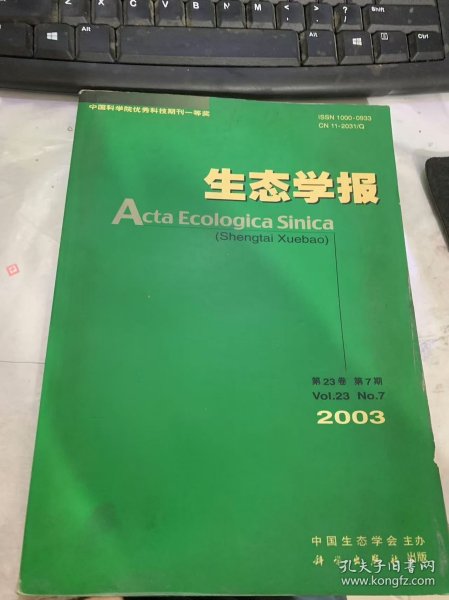 中国科学院优秀科技期刊一等奖
ISSN 1000-0933
CN 11-2031/Q
生态学报
Acta Ecologica Sinica
(Shengtai Xuebao)
第23卷 第7期
Vol.23 No.7
2003
中国生态学会 主办
科学出版社 出版
孔夫子旧书网
www.kongfz.com